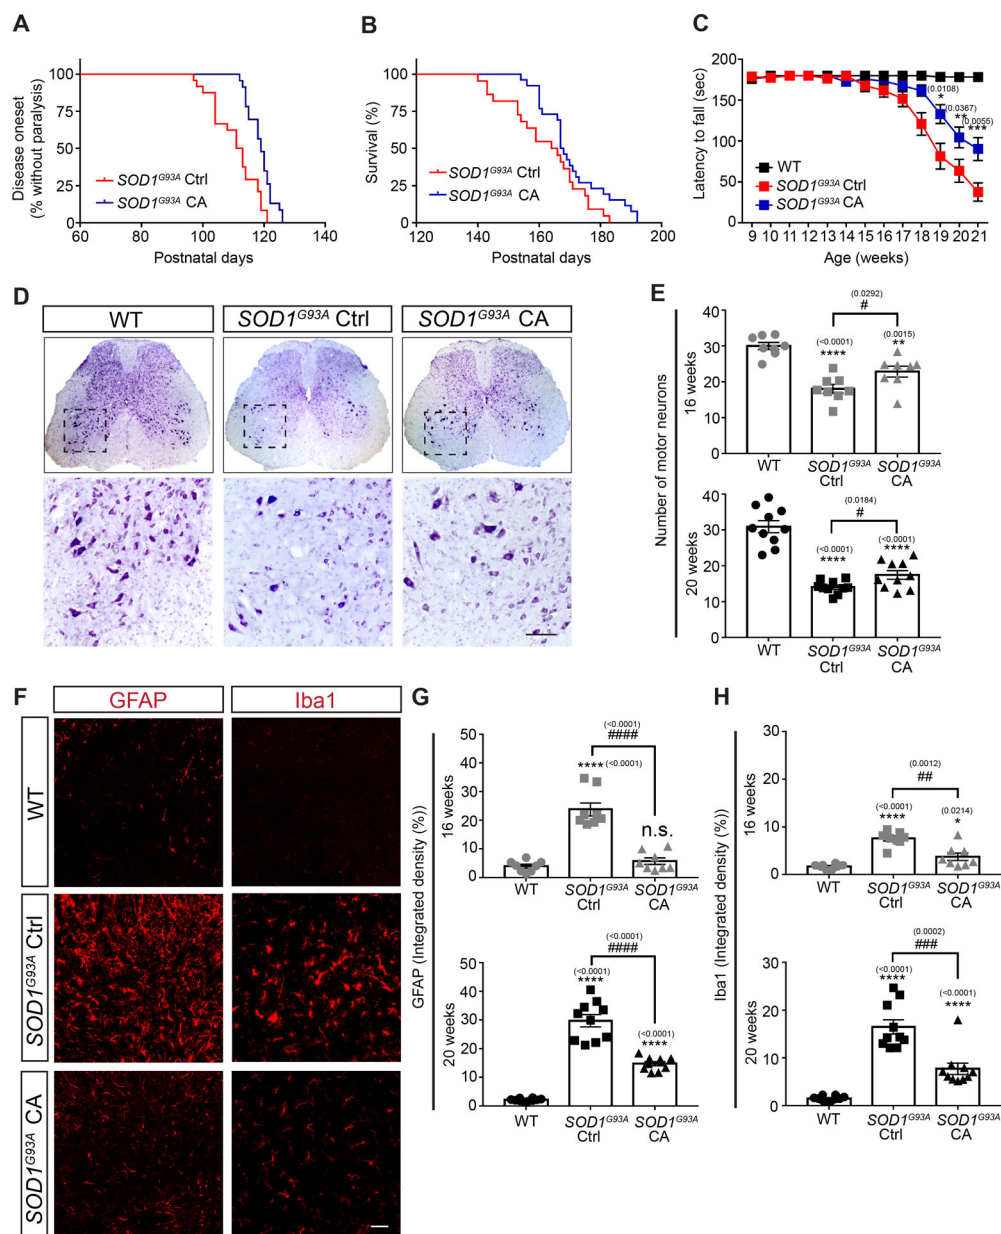 A
Disease onset
(% without paralysis)
100
75
50
25
0
SOD1G93A Ctrl
SOD1G93A CA
60
80
100
120
140
Postnatal days
B
Survival (%)
100
75
50
25
0
SOD1G93A Ctrl
SOD1G93A CA
120
140
160
180
200
Postnatal days
C
Latency to fall (sec)
200
150
100
50
0
(0.0108)
*
(0.0367)
**
(0.0055)
***
WT
SOD1G93A Ctrl
SOD1G93A CA
9 10 11 12 13 14 15 16 17 18 19 20 21
Age (weeks)
D
WT
SOD1G93A Ctrl
SOD1G93A CA
E
Number of motor neurons
16 weeks
40
30
20
10
0
(0.0292)
#
(<0.0001)
****
(0.0015)
**
WT
SOD1G93A
Ctrl
SOD1G93A
CA
20 weeks
40
30
20
10
0
(0.0184)
#
(<0.0001)
****
(<0.0001)
****
WT
SOD1G93A
Ctrl
SOD1G93A
CA
F
GFAP
Iba1
WT
SOD1G93A Ctrl
SOD1G93A CA
G
GFAP (Integrated density (%))
16 weeks
50
40
30
20
10
0
(<0.0001)
####
**** (<0.0001)
n.s.
WT
SOD1G93A
Ctrl
SOD1G93A
CA
20 weeks
50
40
30
20
10
0
(<0.0001)
####
(<0.0001)
****
(<0.0001)
****
WT
SOD1G93A
Ctrl
SOD1G93A
CA
H
Iba1 (Integrated density (%))
16 weeks
30
20
10
0
(0.0012)
##
(<0.0001)
****
(0.0214)
*
WT
SOD1G93A
Ctrl
SOD1G93A
CA
20 weeks
30
20
10
0
(0.0002)
###
(<0.0001)
****
(<0.0001)
****
WT
SOD1G93A
Ctrl
SOD1G93A
CA